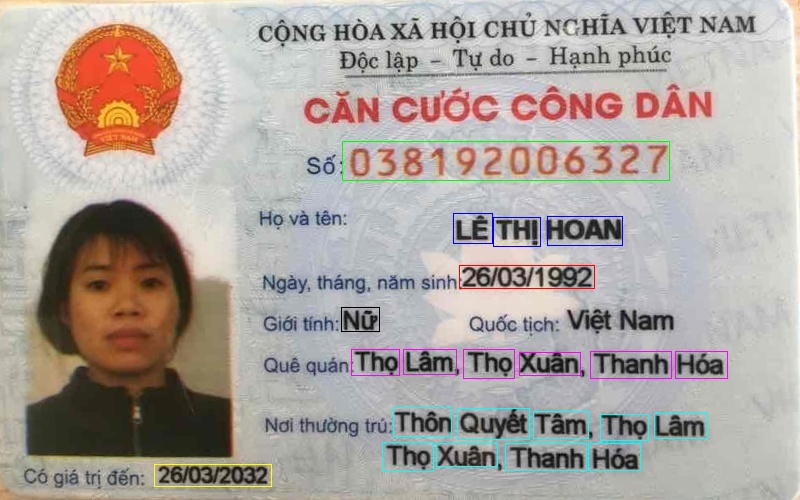 CỘNG HÒA XÃ HỘI CHỦ NGHĨA VIỆT NAM
Độc lập – Tự do – Hạnh phúc
CĂN CƯỚC CÔNG DÂN
Số: 038192006327
Họ và tên: LÊ THỊ HOAN
Ngày, tháng, năm sinh: 26/03/1992
Giới tính: Nữ Quốc tịch: Việt Nam
Quê quán: Thọ Lâm, Thọ Xuân, Thanh Hóa
Nơi thường trú: Thôn Quyết Tâm, Thọ Lâm
Thọ Xuân, Thanh Hóa
Có giá trị đến: 26/03/2032
VIỆT NAM